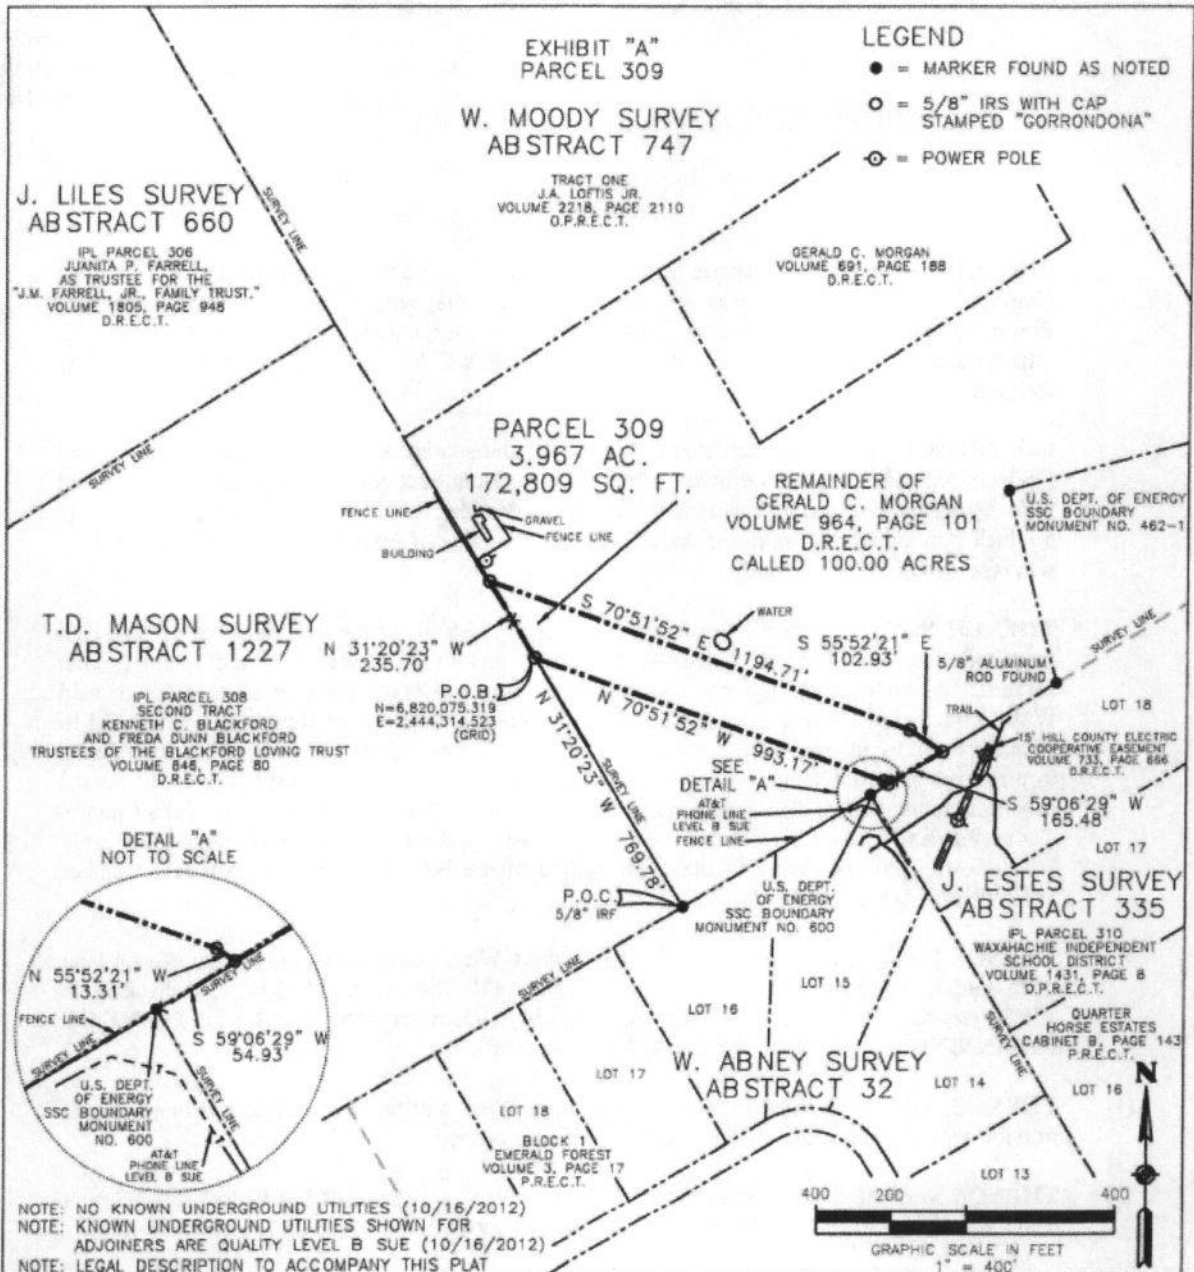 EXHIBIT "A"
PARCEL 309
LEGEND
= MARKER FOUND AS NOTED
= 5/8" IRS WITH CAP
STAMPED "GORRONDONA"
= POWER POLE
W. MOODY SURVEY
ABSTRACT 747
TRACT ONE
J.A. LOFTIS JR.
VOLUME 2218, PAGE 2110
O.P.R.E.C.T.
J. LILES SURVEY
ABSTRACT 660
IPL PARCEL 306
JUANITA P. FARRELL,
AS TRUSTEE FOR THE
"J.M. FARRELL, JR., FAMILY TRUST."
VOLUME 1805, PAGE 948
D.R.E.C.T.
SURVEY LINE
GERALD C. MORGAN
VOLUME 691, PAGE 188
D.R.E.C.T.
SURVEY LINE
PARCEL 309
3.967 AC.
172,809 SQ. FT.
FENCE LINE
GRAVEL
FENCE LINE
BUILDING
REMAINDER OF
GERALD C. MORGAN
VOLUME 964, PAGE 101
D.R.E.C.T.
CALLED 100.00 ACRES
U.S. DEPT. OF ENERGY
SSC BOUNDARY
MONUMENT NO. 462-1
T.D. MASON SURVEY
ABSTRACT 1227
N 31°20'23" W
235.70'
S 70°51'52" E 1194.71'
WATER
S 55°52'21" E
102.93'
SURVEY LINE
5/8" ALUMINUM
ROD FOUND
IPL PARCEL 308
SECOND TRACT
KENNETH C. BLACKFORD
AND FREDA DUNN BLACKFORD
TRUSTEES OF THE BLACKFORD LOVING TRUST
VOLUME 846, PAGE 80
D.R.E.C.T.
P.O.B.
N=6,820,075.319
E=2,444,314.523
(GRID)
N 70°51'52" W 993.17'
N 31°20'23" W 769.78'
SURVEY LINE
TRAIL
LOT 18
15' HILL COUNTY ELECTRIC
COOPERATIVE EASEMENT
VOLUME 733, PAGE 666
D.R.E.C.T.
SEE
DETAIL "A"
AT&T
PHONE LINE
LEVEL B SUE
FENCE LINE
S 59°06'29" W
165.48'
LOT 17
DETAIL "A"
NOT TO SCALE
P.O.C.
5/8" IRF
U.S. DEPT.
OF ENERGY
SSC BOUNDARY
MONUMENT NO. 600
J. ESTES SURVEY
ABSTRACT 335
IPL PARCEL 310
WAXAHACHIE INDEPENDENT
SCHOOL DISTRICT
VOLUME 1431, PAGE 8
O.P.R.E.C.T.
QUARTER
HORSE ESTATES
CABINET B, PAGE 143
P.R.E.C.T.
N 55°52'21" W
13.31'
SURVEY LINE
FENCE LINE
S 59°06'29" W
54.93'
SURVEY LINE
SURVEY LINE
U.S. DEPT.
OF ENERGY
SSC BOUNDARY
MONUMENT
NO. 600
AT&T
PHONE LINE
LEVEL B SUE
SURVEY LINE
LOT 15
LOT 16
SURVEY LINE
W. ABNEY SURVEY
ABSTRACT 32
LOT 17
LOT 14
LOT 16
N
LOT 18
BLOCK 1
EMERALD FOREST
VOLUME 3, PAGE 17
P.R.E.C.T.
LOT 13
400 200 400
GRAPHIC SCALE IN FEET
1" = 400'
NOTE: NO KNOWN UNDERGROUND UTILITIES (10/16/2012)
NOTE: KNOWN UNDERGROUND UTILITIES SHOWN FOR
ADJOINERS ARE QUALITY LEVEL B SUE (10/16/2012)
NOTE: LEGAL DESCRIPTION TO ACCOMPANY THIS PLAT